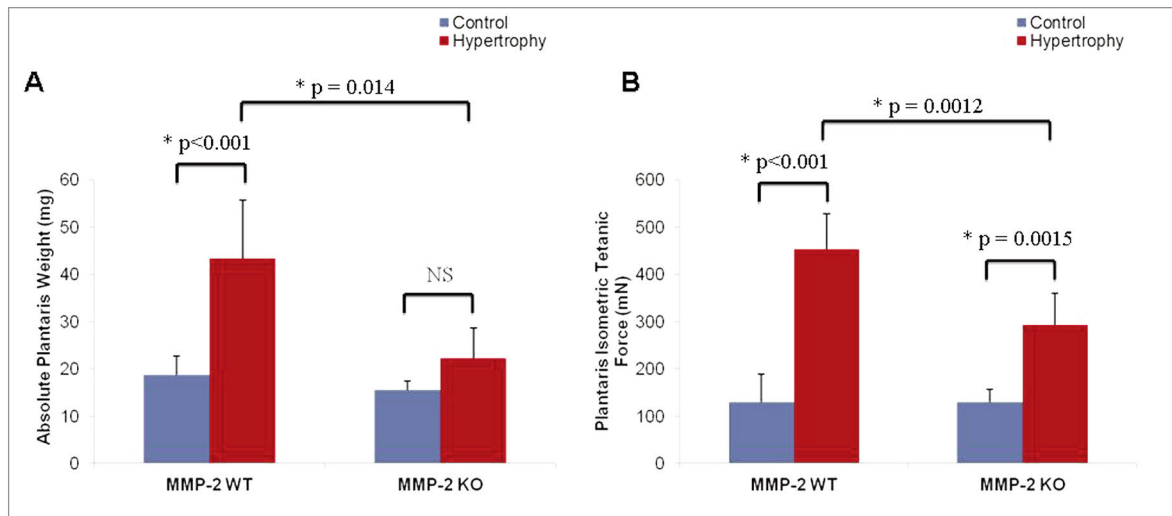 Control
Hypertrophy
A
* p = 0.014
* p<0.001
NS
Absolute Plantaris Weight (mg)
60
50
40
30
20
10
0
MMP-2 WT
MMP-2 KO
Control
Hypertrophy
B
* p = 0.0012
* p<0.001
* p = 0.0015
Plantaris Isometric Tetanic
Force (mN)
600
500
400
300
200
100
0
MMP-2 WT
MMP-2 KO